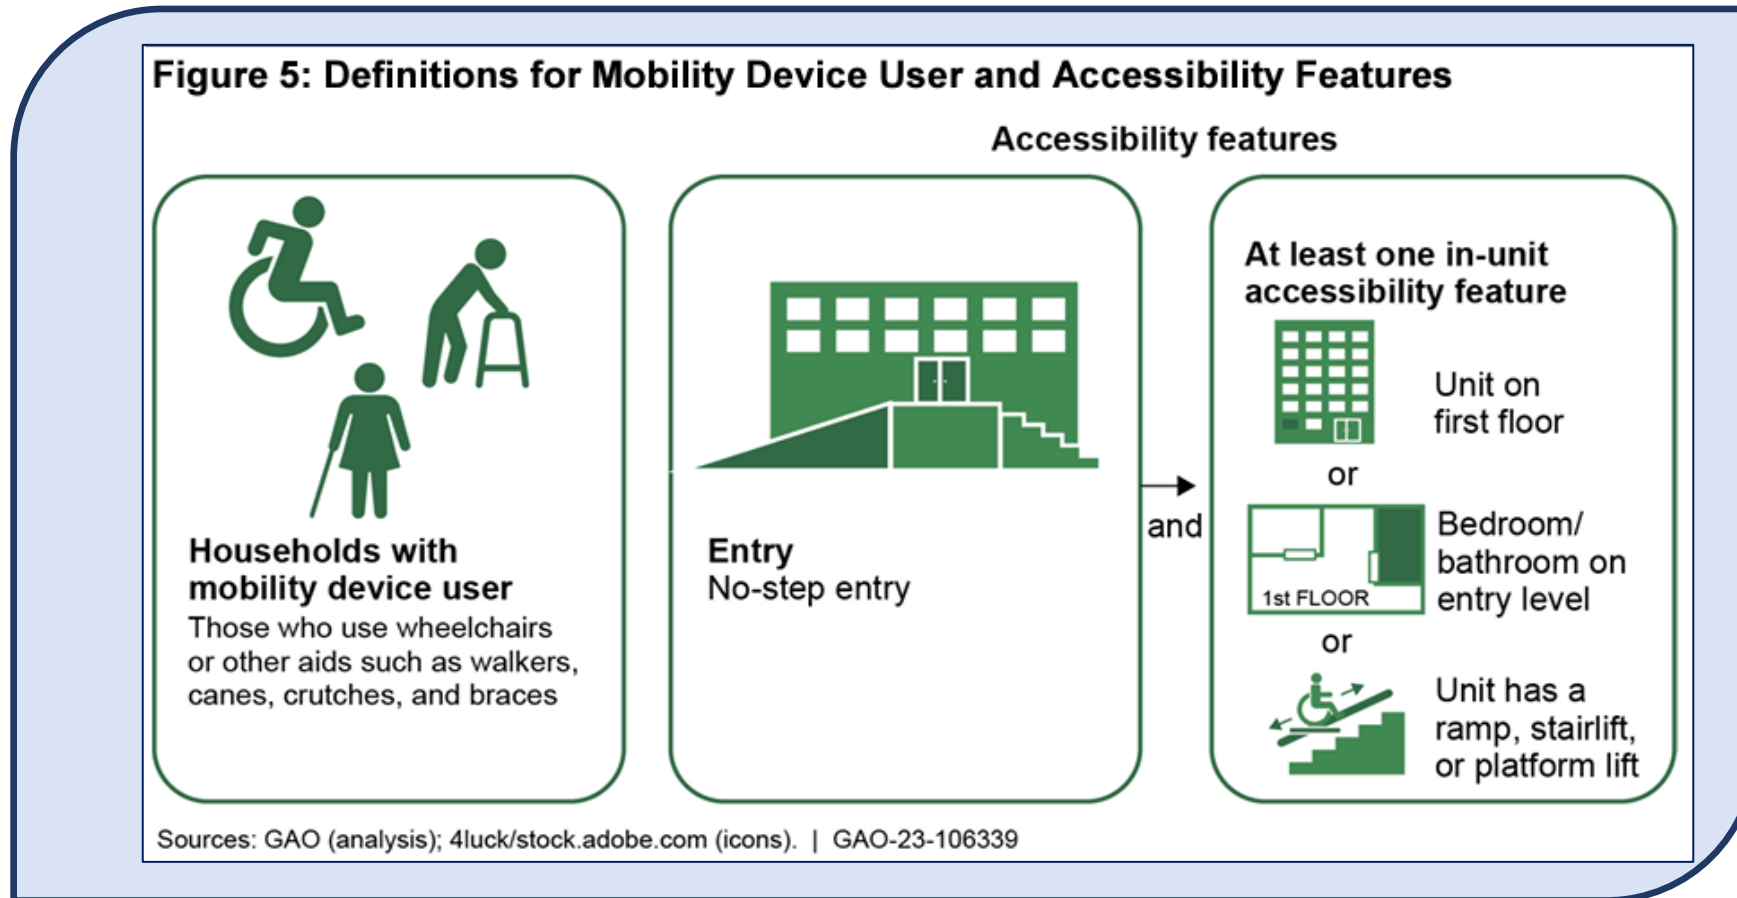 Figure 5: Definitions for Mobility Device User and Accessibility Features
Accessibility features
Households with
mobility device user
Those who use wheelchairs
or other aids such as walkers,
canes, crutches, and braces
Entry
No-step entry
and
At least one in-unit
accessibility feature
Unit on
first floor
or
1st FLOOR
Bedroom/
bathroom on
entry level
or
Unit has a
ramp, stairlift,
or platform lift
Sources: GAO (analysis); 4luck/stock.adobe.com (icons). | GAO-23-106339